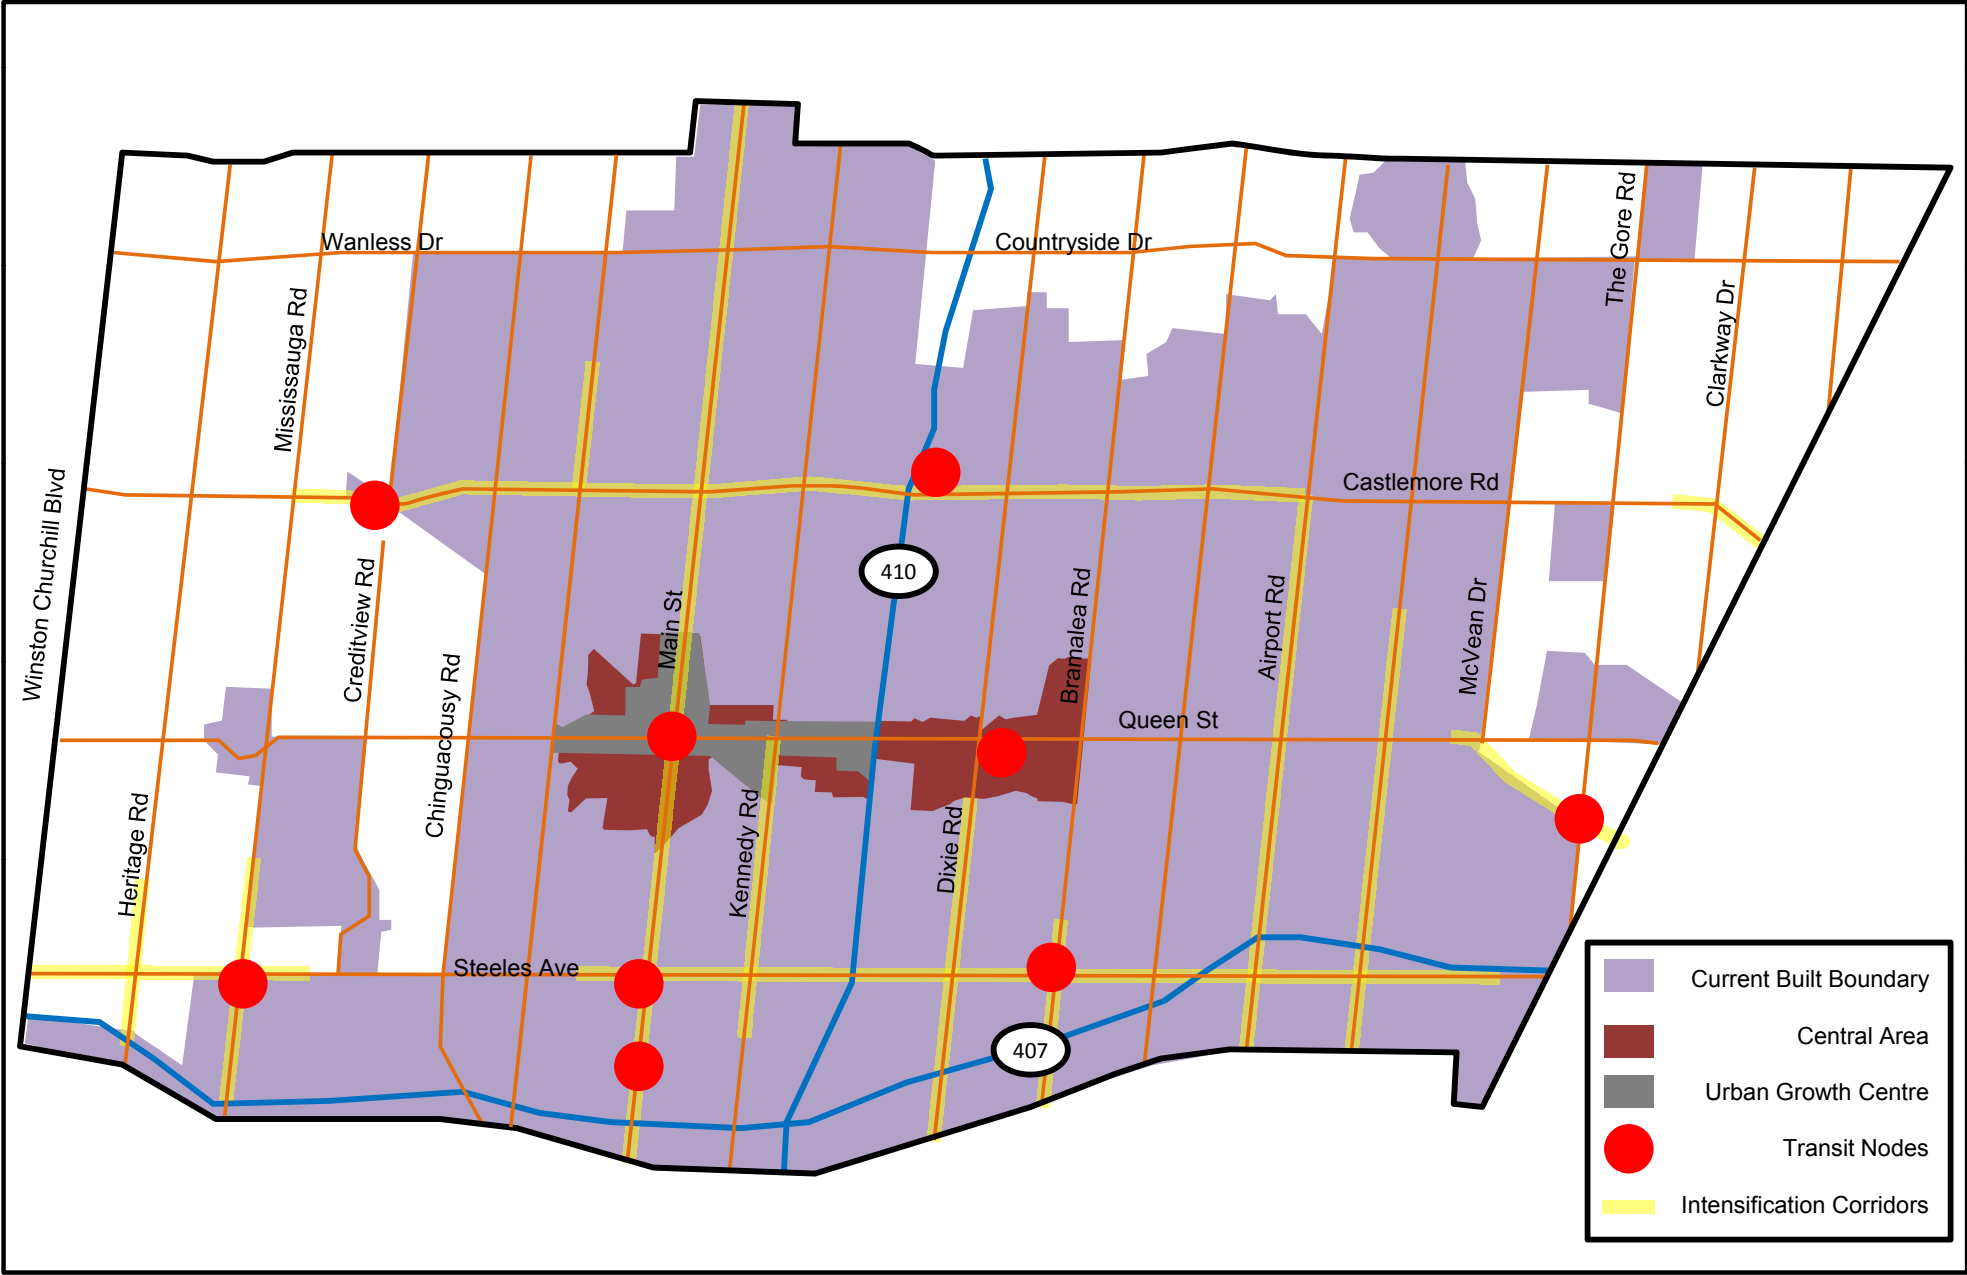 Wanless Dr
Countryside Dr
The Gore Rd
Mississauga Rd
Clarkway Dr
Winston Churchill Blvd
Castlemore Rd
410
Creditview Rd
Main St
Bramalea Rd
Airport Rd
McVean Dr
Chinguacousy Rd
Queen St
Heritage Rd
Kennedy Rd
Dixie Rd
Steeles Ave
407
Current Built Boundary
Central Area
Urban Growth Centre
Transit Nodes
Intensification Corridors